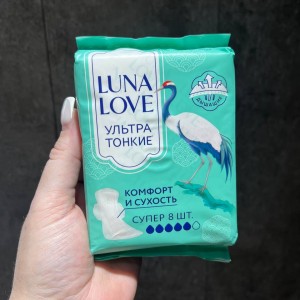 LUNA
LOVE
УЛЬТРА
ТОНКИЕ
КОМФОРТ
И СУХОСТЬ
СУПЕР 8 ШТ.